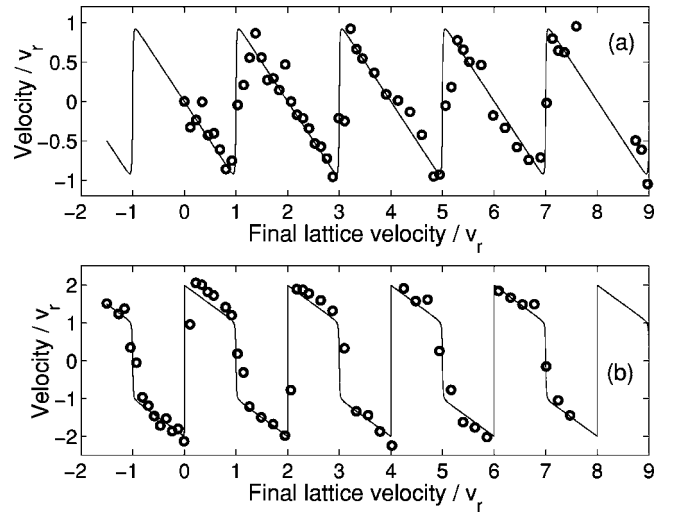 1
0.5
0
−0.5
−1
Velocity / v_r
(a)
−2 −1 0 1 2 3 4 5 6 7 8 9
Final lattice velocity / v_r
2
1
0
−1
−2
Velocity / v_r
(b)
−2 −1 0 1 2 3 4 5 6 7 8 9
Final lattice velocity / v_r